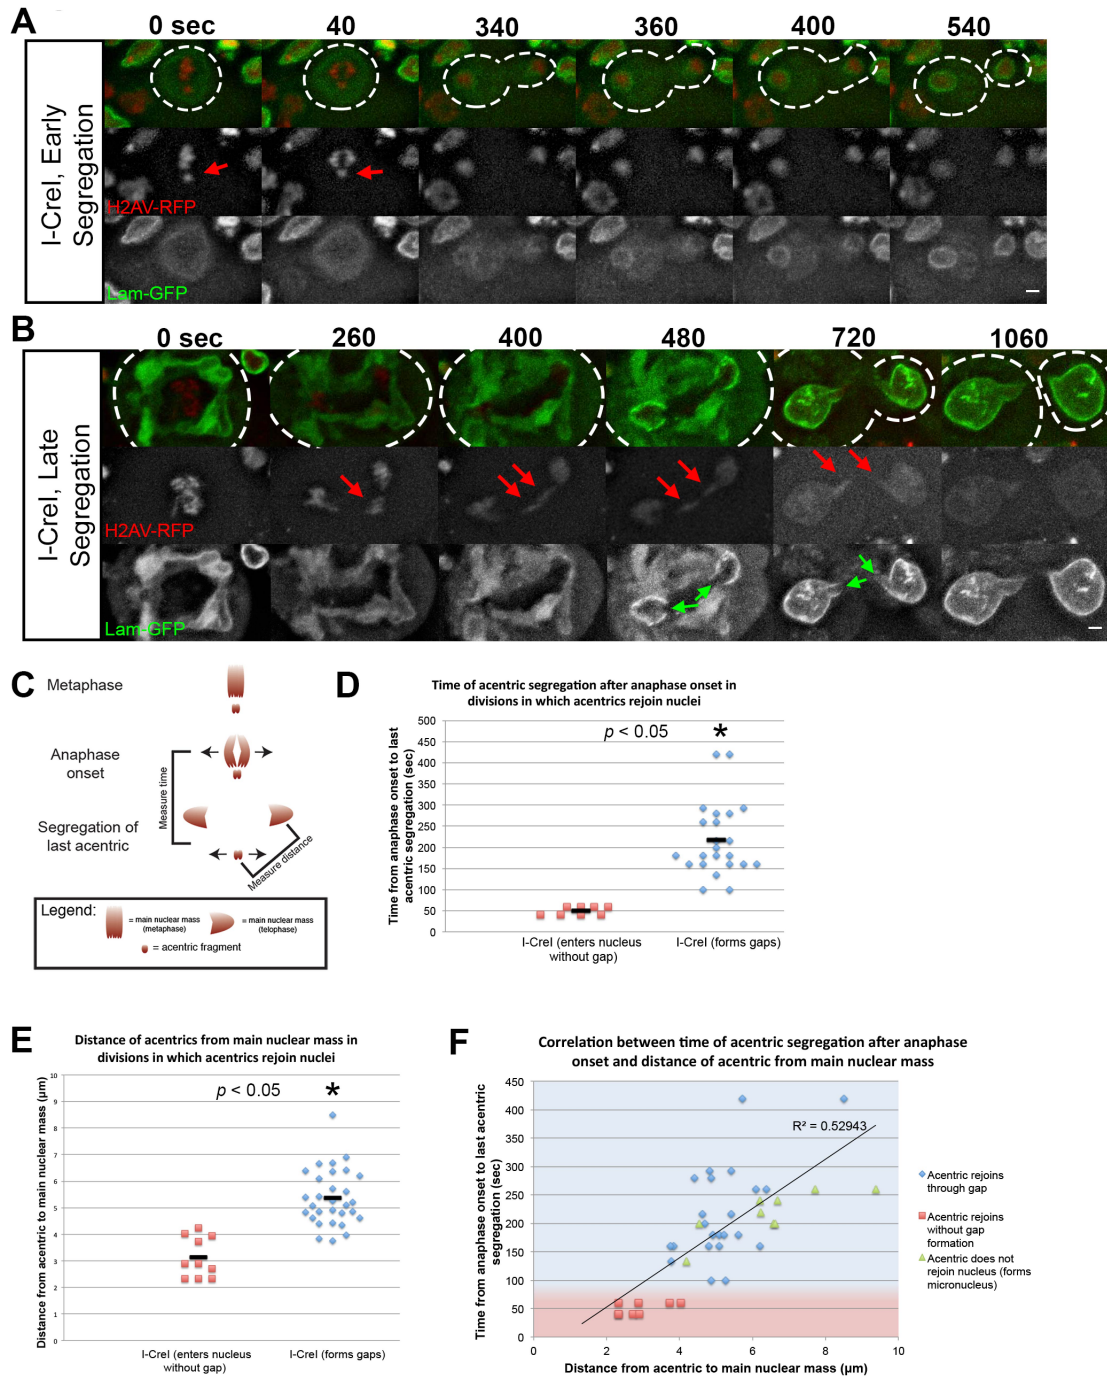 A
0 sec 40 340 360 400 540
I-CreI, Early
Segregation
H2AV-RFP
Lam-GFP
B
0 sec 260 400 480 720 1060
I-CreI, Late
Segregation
H2AV-RFP
Lam-GFP
C
Metaphase
Anaphase
onset
Measure time
Segregation of
last acentric
Measure distance
Legend:
= main nuclear mass
(metaphase)
= main nuclear mass
(telophase)
= acentric fragment
D
Time of acentric segregation after anaphase onset in
divisions in which acentrics rejoin nuclei
p < 0.05
*
Time from anaphase onset to last
acentric segregation (sec)
500
450
400
350
300
250
200
150
100
50
0
I-CreI (enters nucleus
without gap)
I-CreI (forms gaps)
E
Distance of acentrics from main nuclear mass in
divisions in which acentrics rejoin nuclei
p < 0.05
*
Distance from acentric to main nuclear mass (µm)
10
9
8
7
6
5
4
3
2
1
0
I-CreI (enters nucleus
without gap)
I-CreI (forms gaps)
F
Correlation between time of acentric segregation after anaphase
onset and distance of acentric from main nuclear mass
Time from anaphase onset to last acentric
segregation (sec)
450
400
350
300
250
200
150
100
50
0
R² = 0.52943
0 2 4 6 8 10
Distance from acentric to main nuclear mass (µm)
Acentric rejoins
through gap
Acentric rejoins
without gap
formation
Acentric does not
rejoin nucleus (forms
micronucleus)